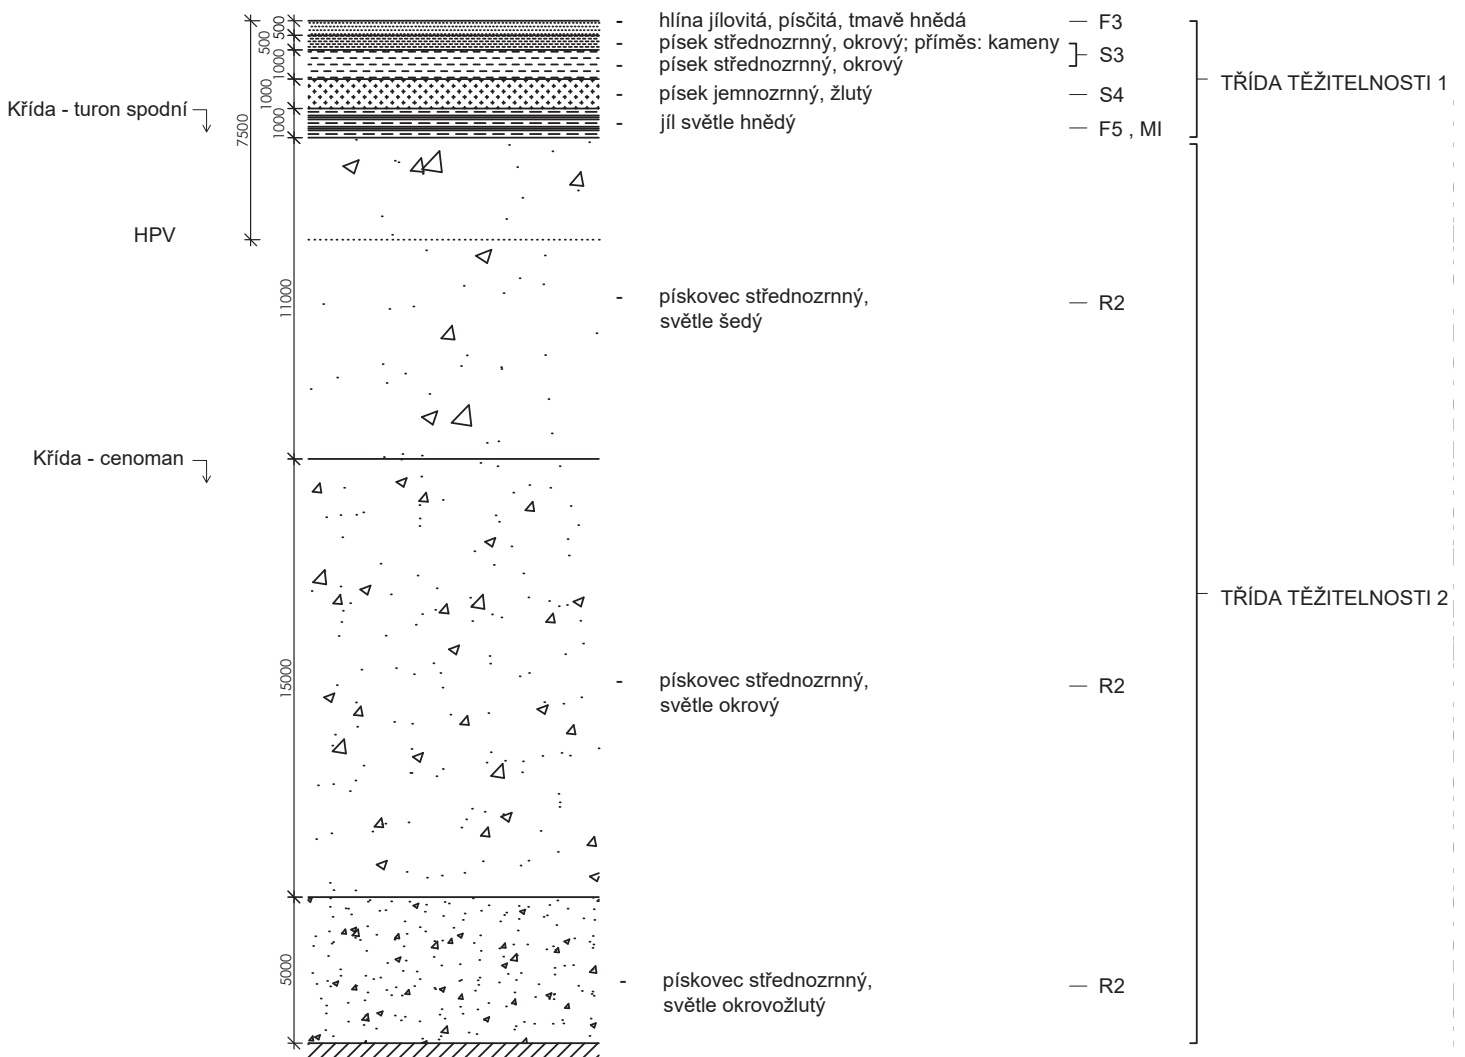 500
hlína jílovitá, písčitá, tmavě hnědá
F3
500
písek střednozrnný, okrový; příměs: kameny
S3
1000
písek střednozrnný, okrový
TŘÍDA TĚŽITELNOSTI 1
1000
písek jemnozrnný, žlutý
S4
Křída - turon spodní
1000
jíl světle hnědý
F5 , MI
7500
HPV
11000
pískovec střednozrnný,
světle šedý
R2
Křída - cenoman
TŘÍDA TĚŽITELNOSTI 2
15000
pískovec střednozrnný,
světle okrový
R2
5000
pískovec střednozrnný,
světle okrovožlutý
R2